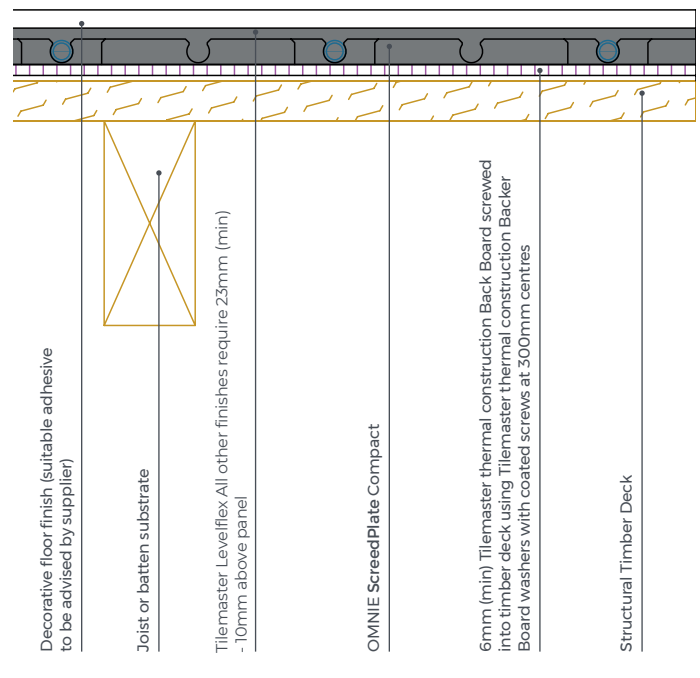 Decorative floor finish (suitable adhesive
to be advised by supplier)
Joist or batten substrate
Tilemaster Levelflex All other finishes require 23mm (min)
- 10mm above panel
OMNIE ScreedPlate Compact
6mm (min) Tilemaster thermal construction Back Board screwed
into timber deck using Tilemaster thermal construction Backer
Board washers with coated screws at 300mm centres
Structural Timber Deck